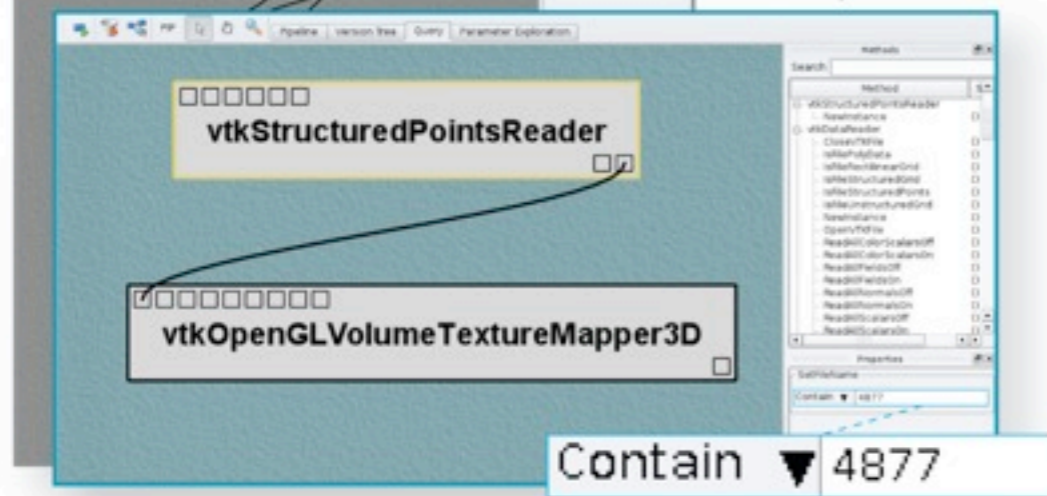 Pipeline Version Tree Query Parameter Exploration
vtkStructuredPointsReader
vtkOpenGLVolumeTextureMapper3D
Methods
Search
Method
vtkStructuredPointsReader
NewInstance
vtkDataReader
CloseVTKFile
IsFilePolyData
IsFileRectilinearGrid
IsFileStructuredGrid
IsFileStructuredPoints
IsFileUnstructuredGrid
NewInstance
OpenVTKFile
ReadAllColorScalarsOff
ReadAllColorScalarsOn
ReadAllFieldsOff
ReadAllFieldsOn
ReadAllNormalsOff
ReadAllNormalsOn
ReadAllScalarsOff
ReadAllScalarsOn
Properties
SetFileName
Contain 4877
Contain 4877